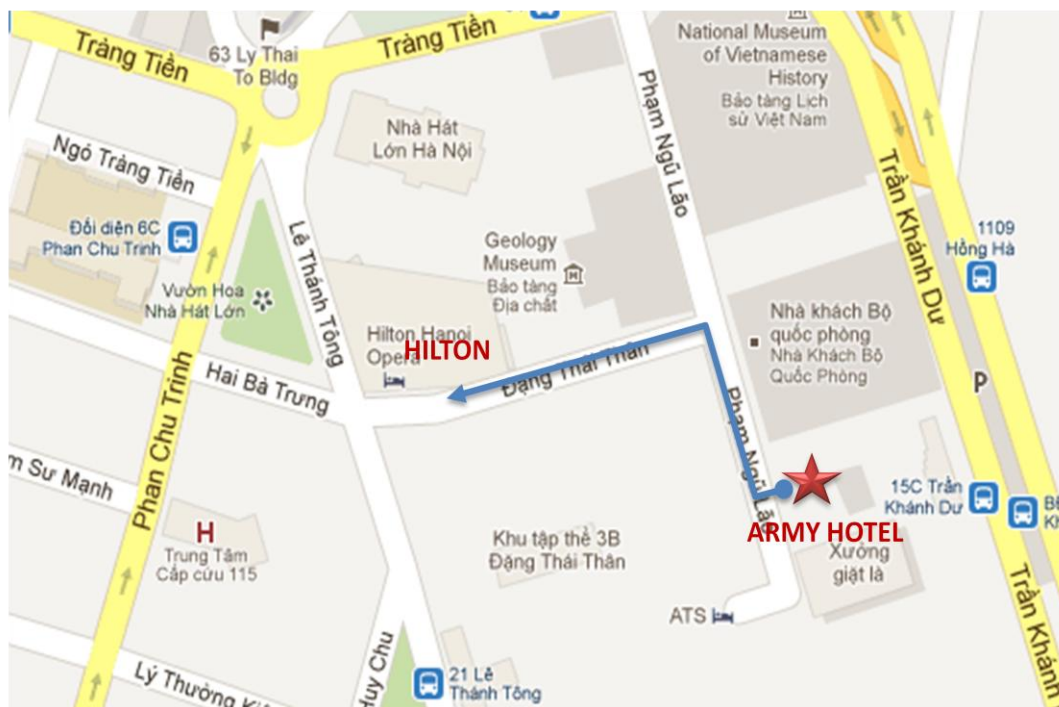 Tràng Tiền
63 Ly Thai
To Bldg
Tràng Tiền
National Museum
of Vietnamese
History
Bảo tàng Lịch
sử Việt Nam
Phạm Ngũ Lão
Nhà Hát
Lớn Hà Nội
Ngó Tràng Tiền
Trần Khánh Dư
Đối diện 6C
Phan Chu Trinh
1109
Hồng Hà
Geology
Museum
Bảo tàng
Địa chất
Lê Thánh Tông
Vườn Hoa
Nhà Hát Lớn
Nhà khách Bộ
quốc phòng
Nhà Khách Bộ
Quốc Phòng
Hilton Hanoi
Opera
HILTON
Đặng Thái Thân
Hai Bà Trưng
P
Phan Chu Trinh
Phạm Ngũ Lão
Sư Mạnh
15C Trần
Khánh Dư
ARMY HOTEL
H
Trung Tâm
Cấp cứu 115
Khu tập thể 3B
Đặng Thái Thân
Xưởng
giặt là
ATS
Trần Khánh
Huy Chu
21 Lê
Thánh Tông
Lý Thường